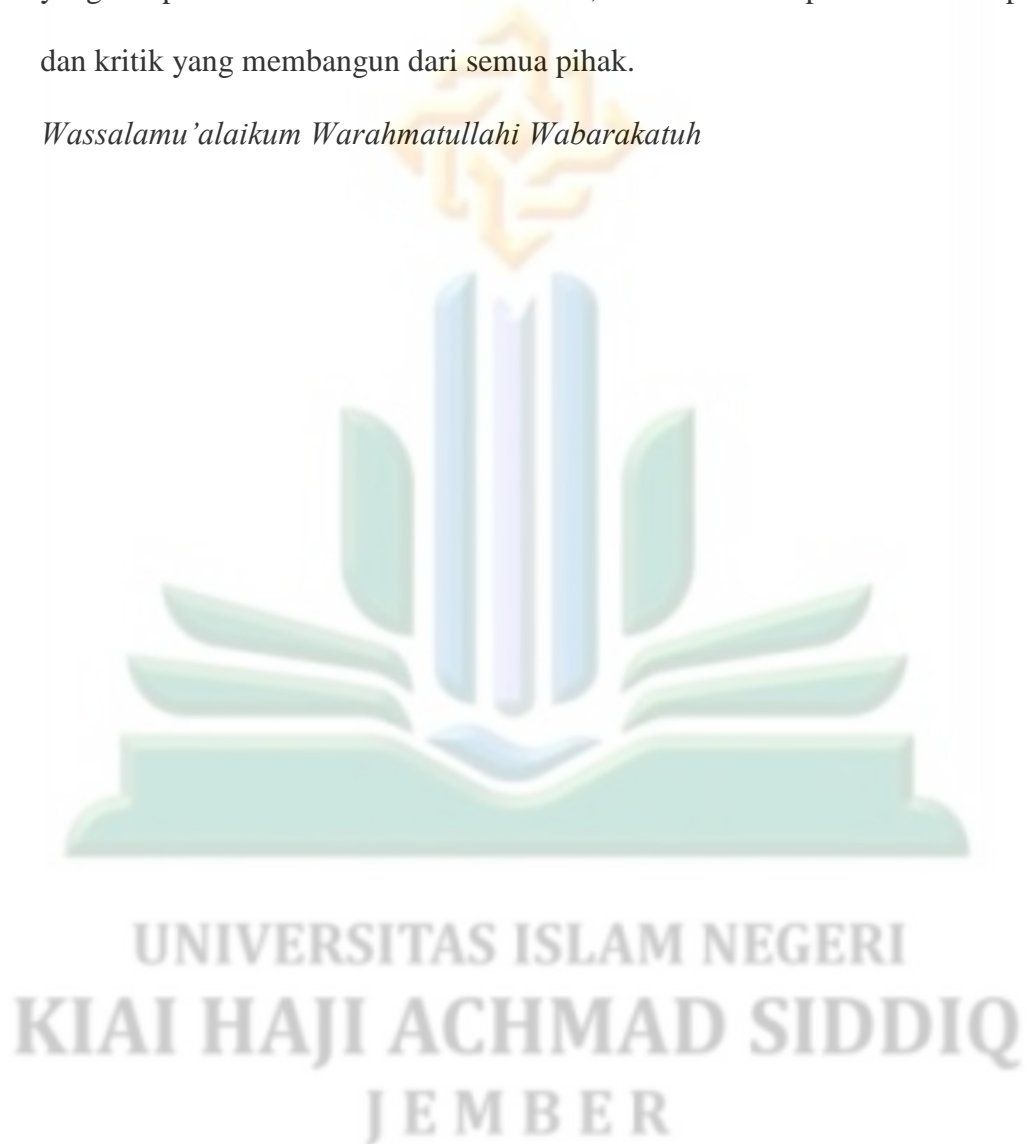 dan kritik yang membangun dari semua pihak.
Wassalamu’alaikum Warahmatullahi Wabarakatuh
UNIVERSITAS ISLAM NEGERI
KIAI HAJI ACHMAD SIDDIQ
JEMBER